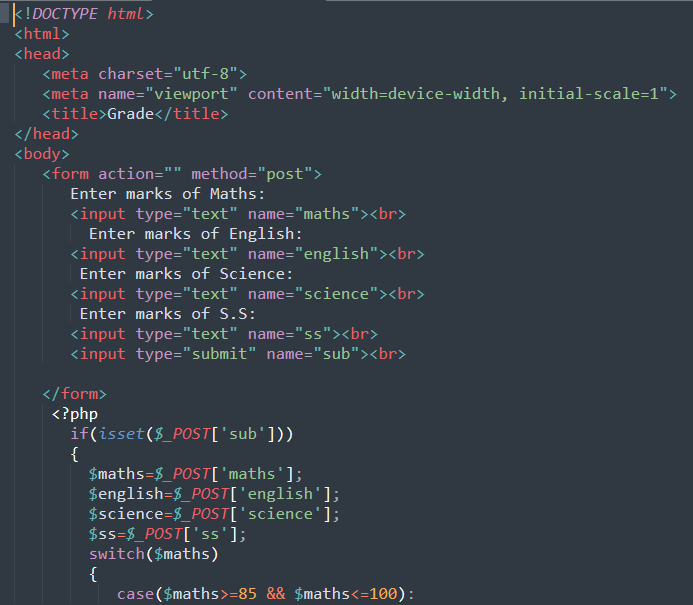 <!DOCTYPE html>
<html>
<head>
<meta charset="utf-8">
<meta name="viewport" content="width=device-width, initial-scale=1">
<title>Grade</title>
</head>
<body>
<form action="" method="post">
Enter marks of Maths:
<input type="text" name="maths"><br>
Enter marks of English:
<input type="text" name="english"><br>
Enter marks of Science:
<input type="text" name="science"><br>
Enter marks of S.S:
<input type="text" name="ss"><br>
<input type="submit" name="sub"><br>
</form>
<?php
if(isset($_POST['sub']))
{
$maths=$_POST['maths'];
$english=$_POST['english'];
$science=$_POST['science'];
$ss=$_POST['ss'];
switch($maths)
{
case($maths>=85 && $maths<=100):